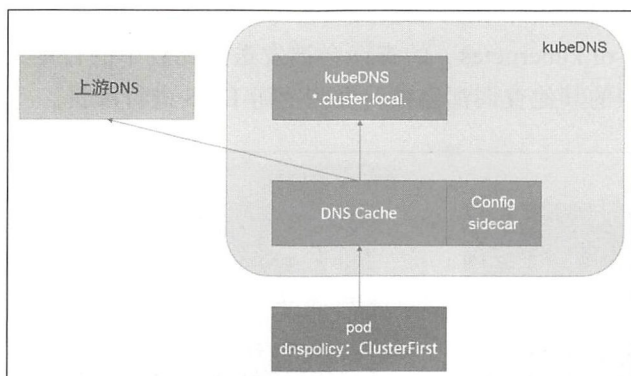 kubeDNS
上游DNS
kubeDNS
*.cluster.local.
DNS Cache
Config
sidecar
pod
dnspolicy：ClusterFirst